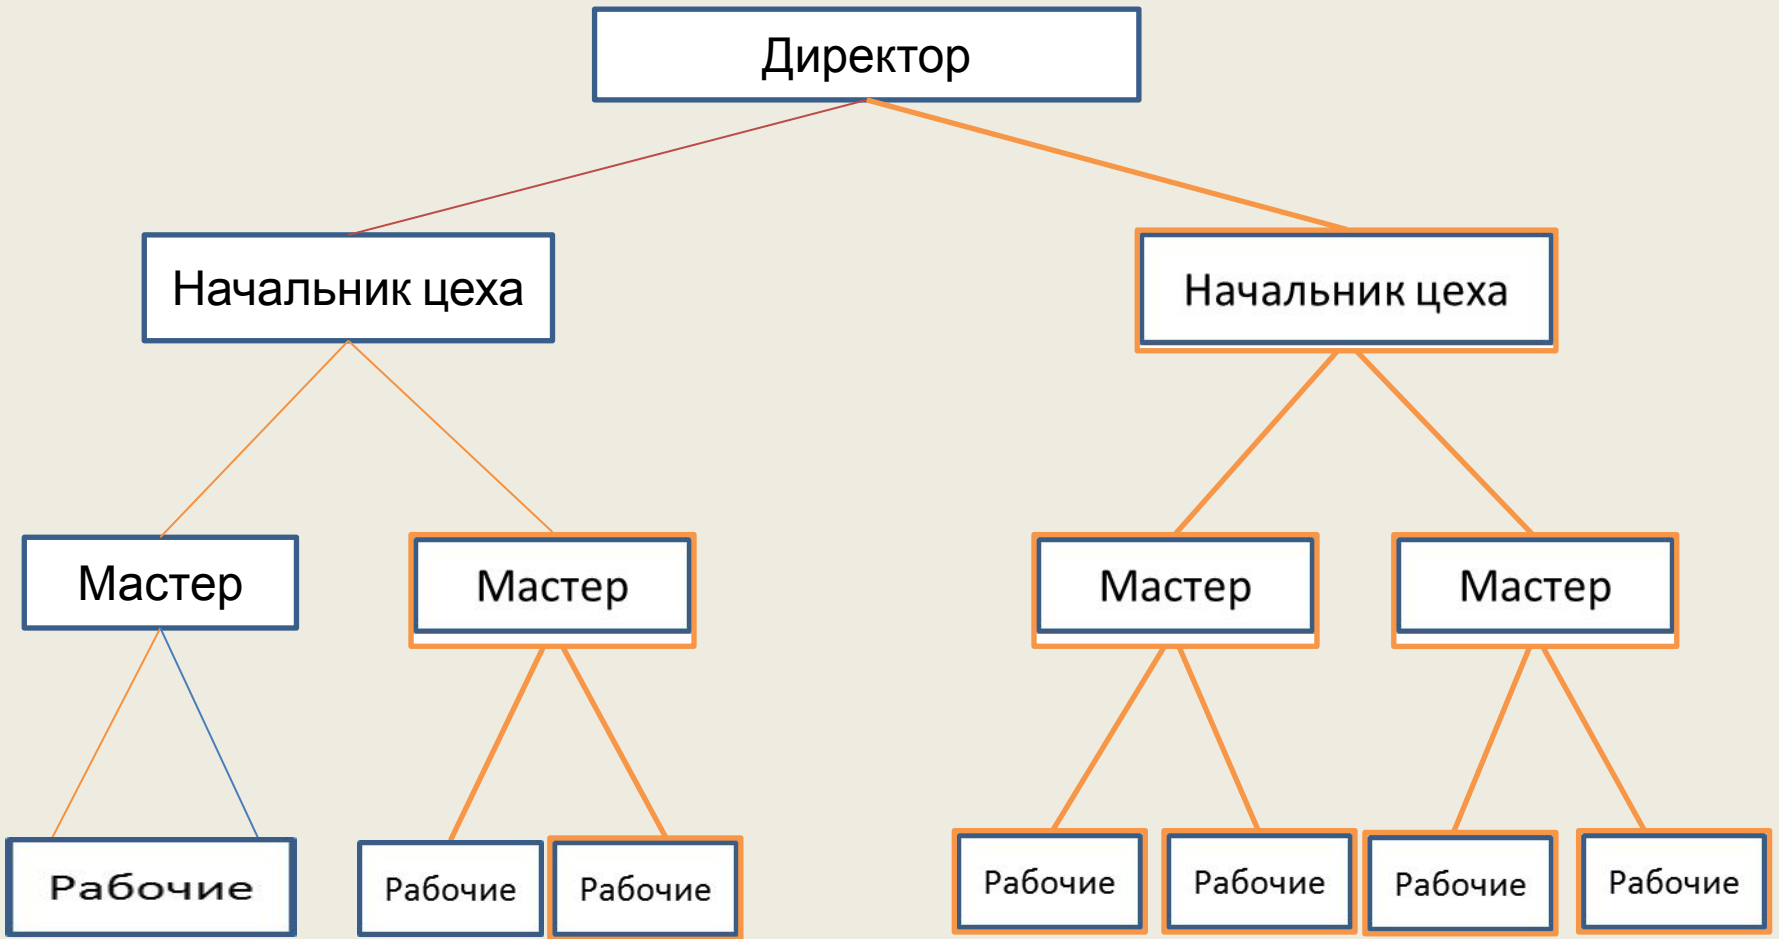 Директор
Начальник цеха
Начальник цеха
Мастер
Мастер
Мастер
Мастер
Рабочие
Рабочие
Рабочие
Рабочие
Рабочие
Рабочие
Рабочие